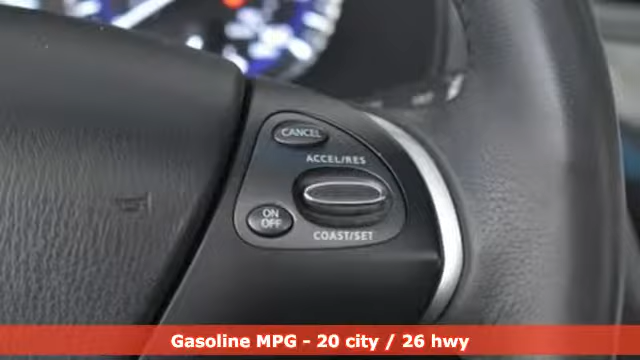 CANCEL
ACCEL/RES
ON
OFF
COAST/SET
Gasoline MPG - 20 city / 26 hwy